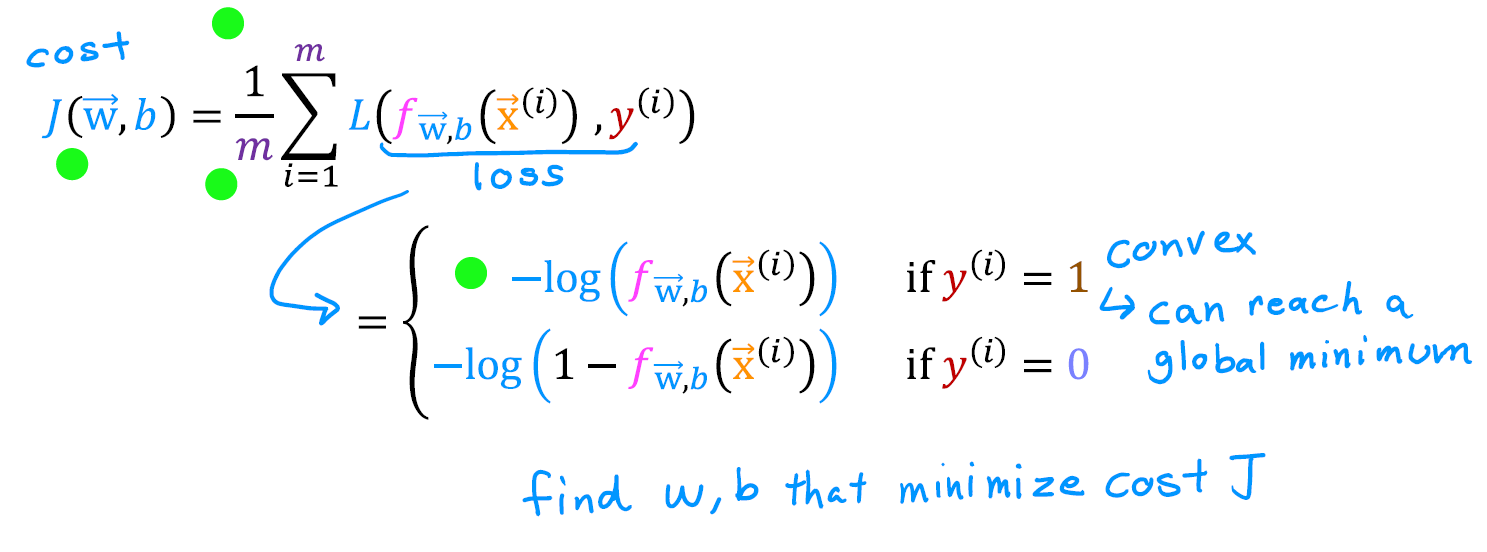 cost
J(w⃗, b) = 1/m ∑_{i=1}^{m} L(f_{w⃗,b}(x⃗^{(i)}), y^{(i)})
loss
= { −log(f_{w⃗,b}(x⃗^{(i)})) if y^{(i)} = 1
−log(1 − f_{w⃗,b}(x⃗^{(i)})) if y^{(i)} = 0
convex
↳ can reach a
global minimum
find w, b that minimize cost J